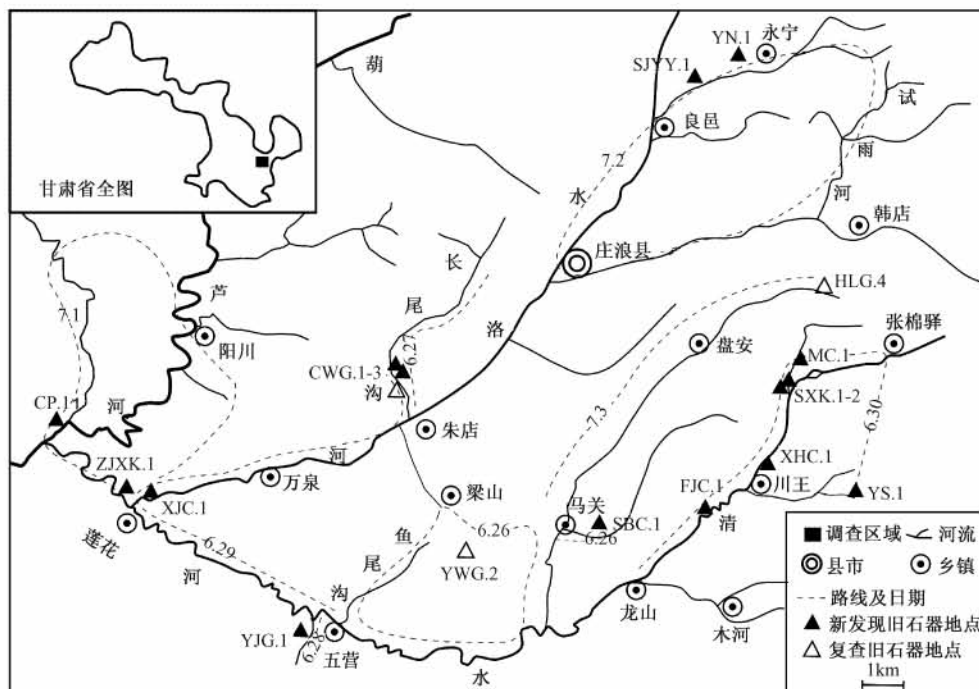 甘肃省全图
葫
芦
河
YN.1
永宁
SJYY.1
良邑
试
雨
河
7.2
水
韩店
庄浪县
长
尾
沟
6.27
洛
HLG.4
7.1
阳川
盘安
张棉驿
MC.1
CWG.1-3
SXK.1-2
CP.1
7.3
6.30
朱店
河
ZJXK.1
万泉
XJC.1
梁山
XHC.1
川王
YS.1
FJC.1
清
马关
SBC.1
6.26
6.26
莲花
6.29
河
鱼
尾
沟
YWG.2
YJG.1
6.28
五营
龙山
木河
水
调查区域
河流
县市
乡镇
路线及日期
新发现旧石器地点
复查旧石器地点
1km